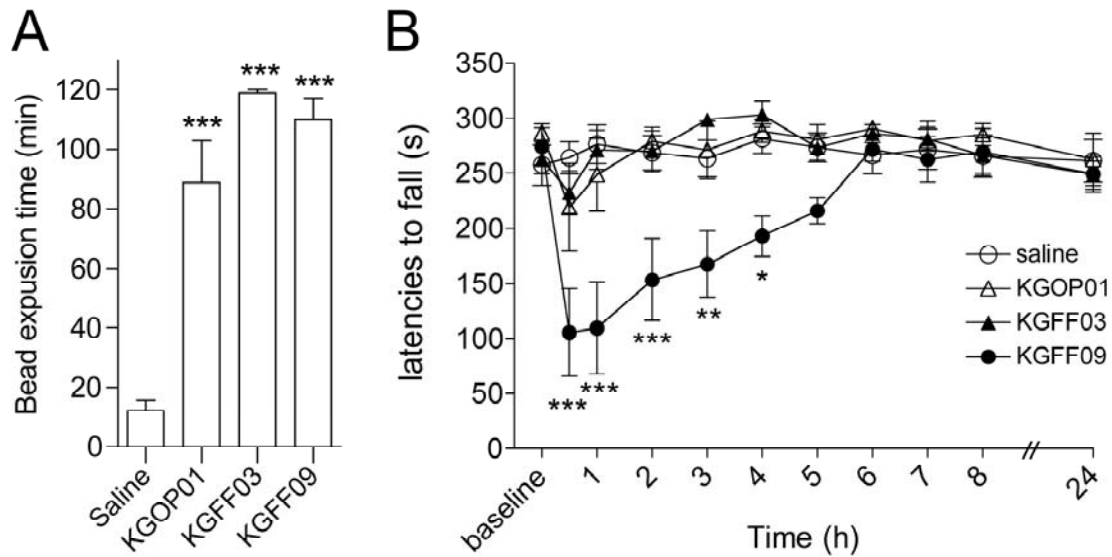 A
Bead expusion time (min)
120
100
80
60
40
20
0
***
***
***
Saline
KGOP01
KGFF03
KGFF09
B
latencies to fall (s)
350
300
250
200
150
100
50
0
***
***
***
**
*
saline
KGOP01
KGFF03
KGFF09
baseline
1
2
3
4
5
6
7
8
//
24
Time (h)